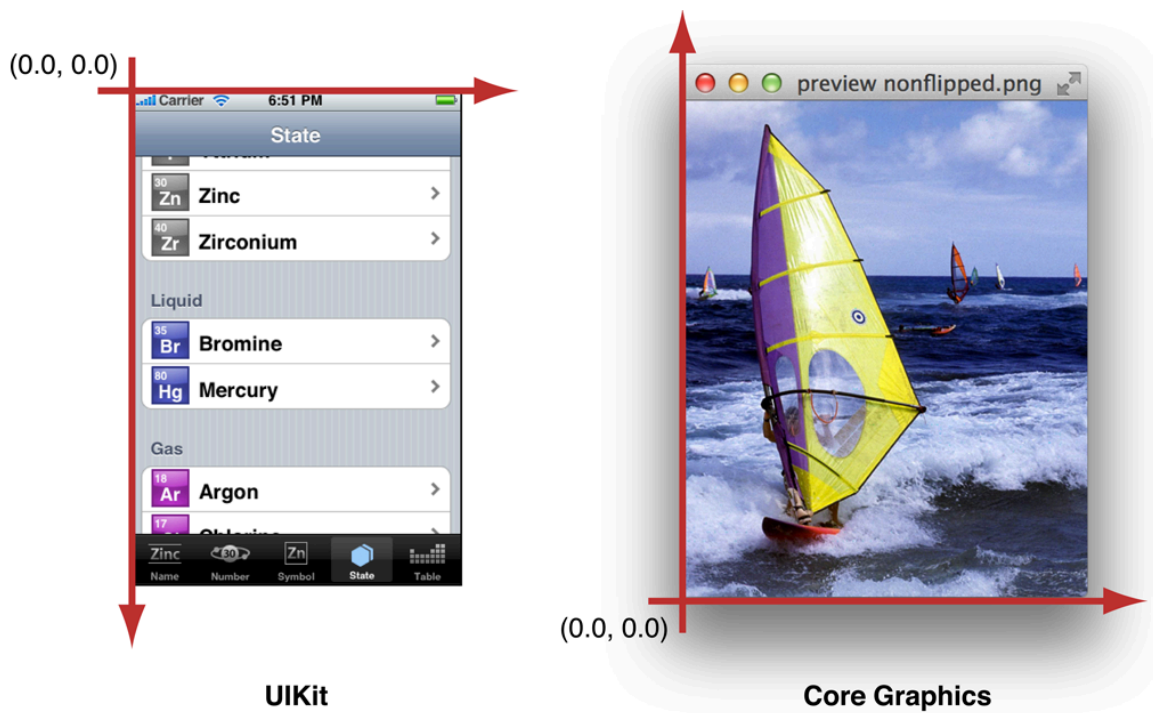 (0.0, 0.0)
Carrier 6:51 PM
State
30
Zn Zinc
40
Zr Zirconium
Liquid
35
Br Bromine
80
Hg Mercury
Gas
18
Ar Argon
17
Zinc 30 Zn
Name Number Symbol State Table
UIKit
preview nonflipped.png
(0.0, 0.0)
Core Graphics